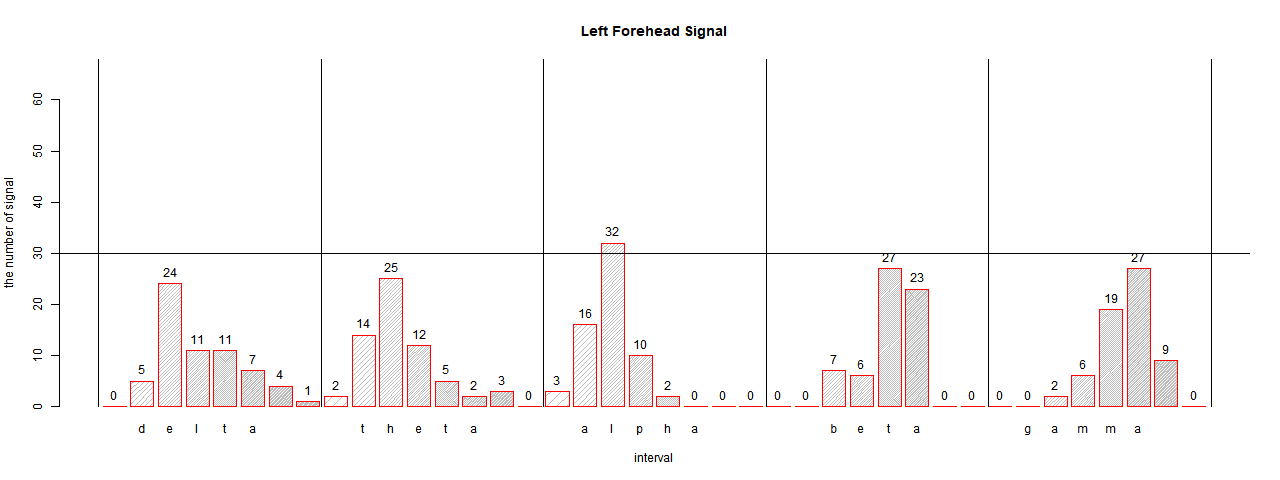 Left Forehead Signal
the number of signal
60
50
40
30
20
10
0
0 5 24 11 11 7 4 1 2 14 25 12 5 2 3 0 3 16 32 10 2 0 0 0 0 0 7 6 27 23 0 0 0 0 2 6 19 27 9 0
d e l t a t h e t a a l p h a b e t a g a m m a
interval